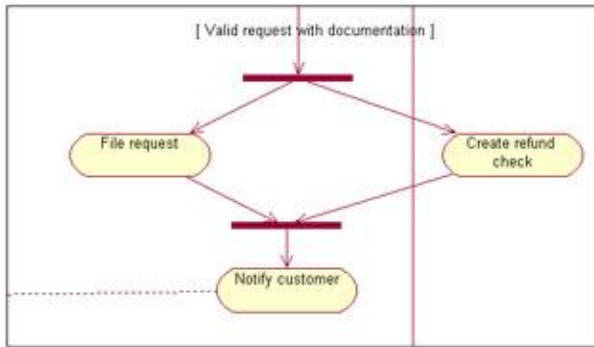 [ Valid request with documentation ]
File request
Create refund
check
Notify customer